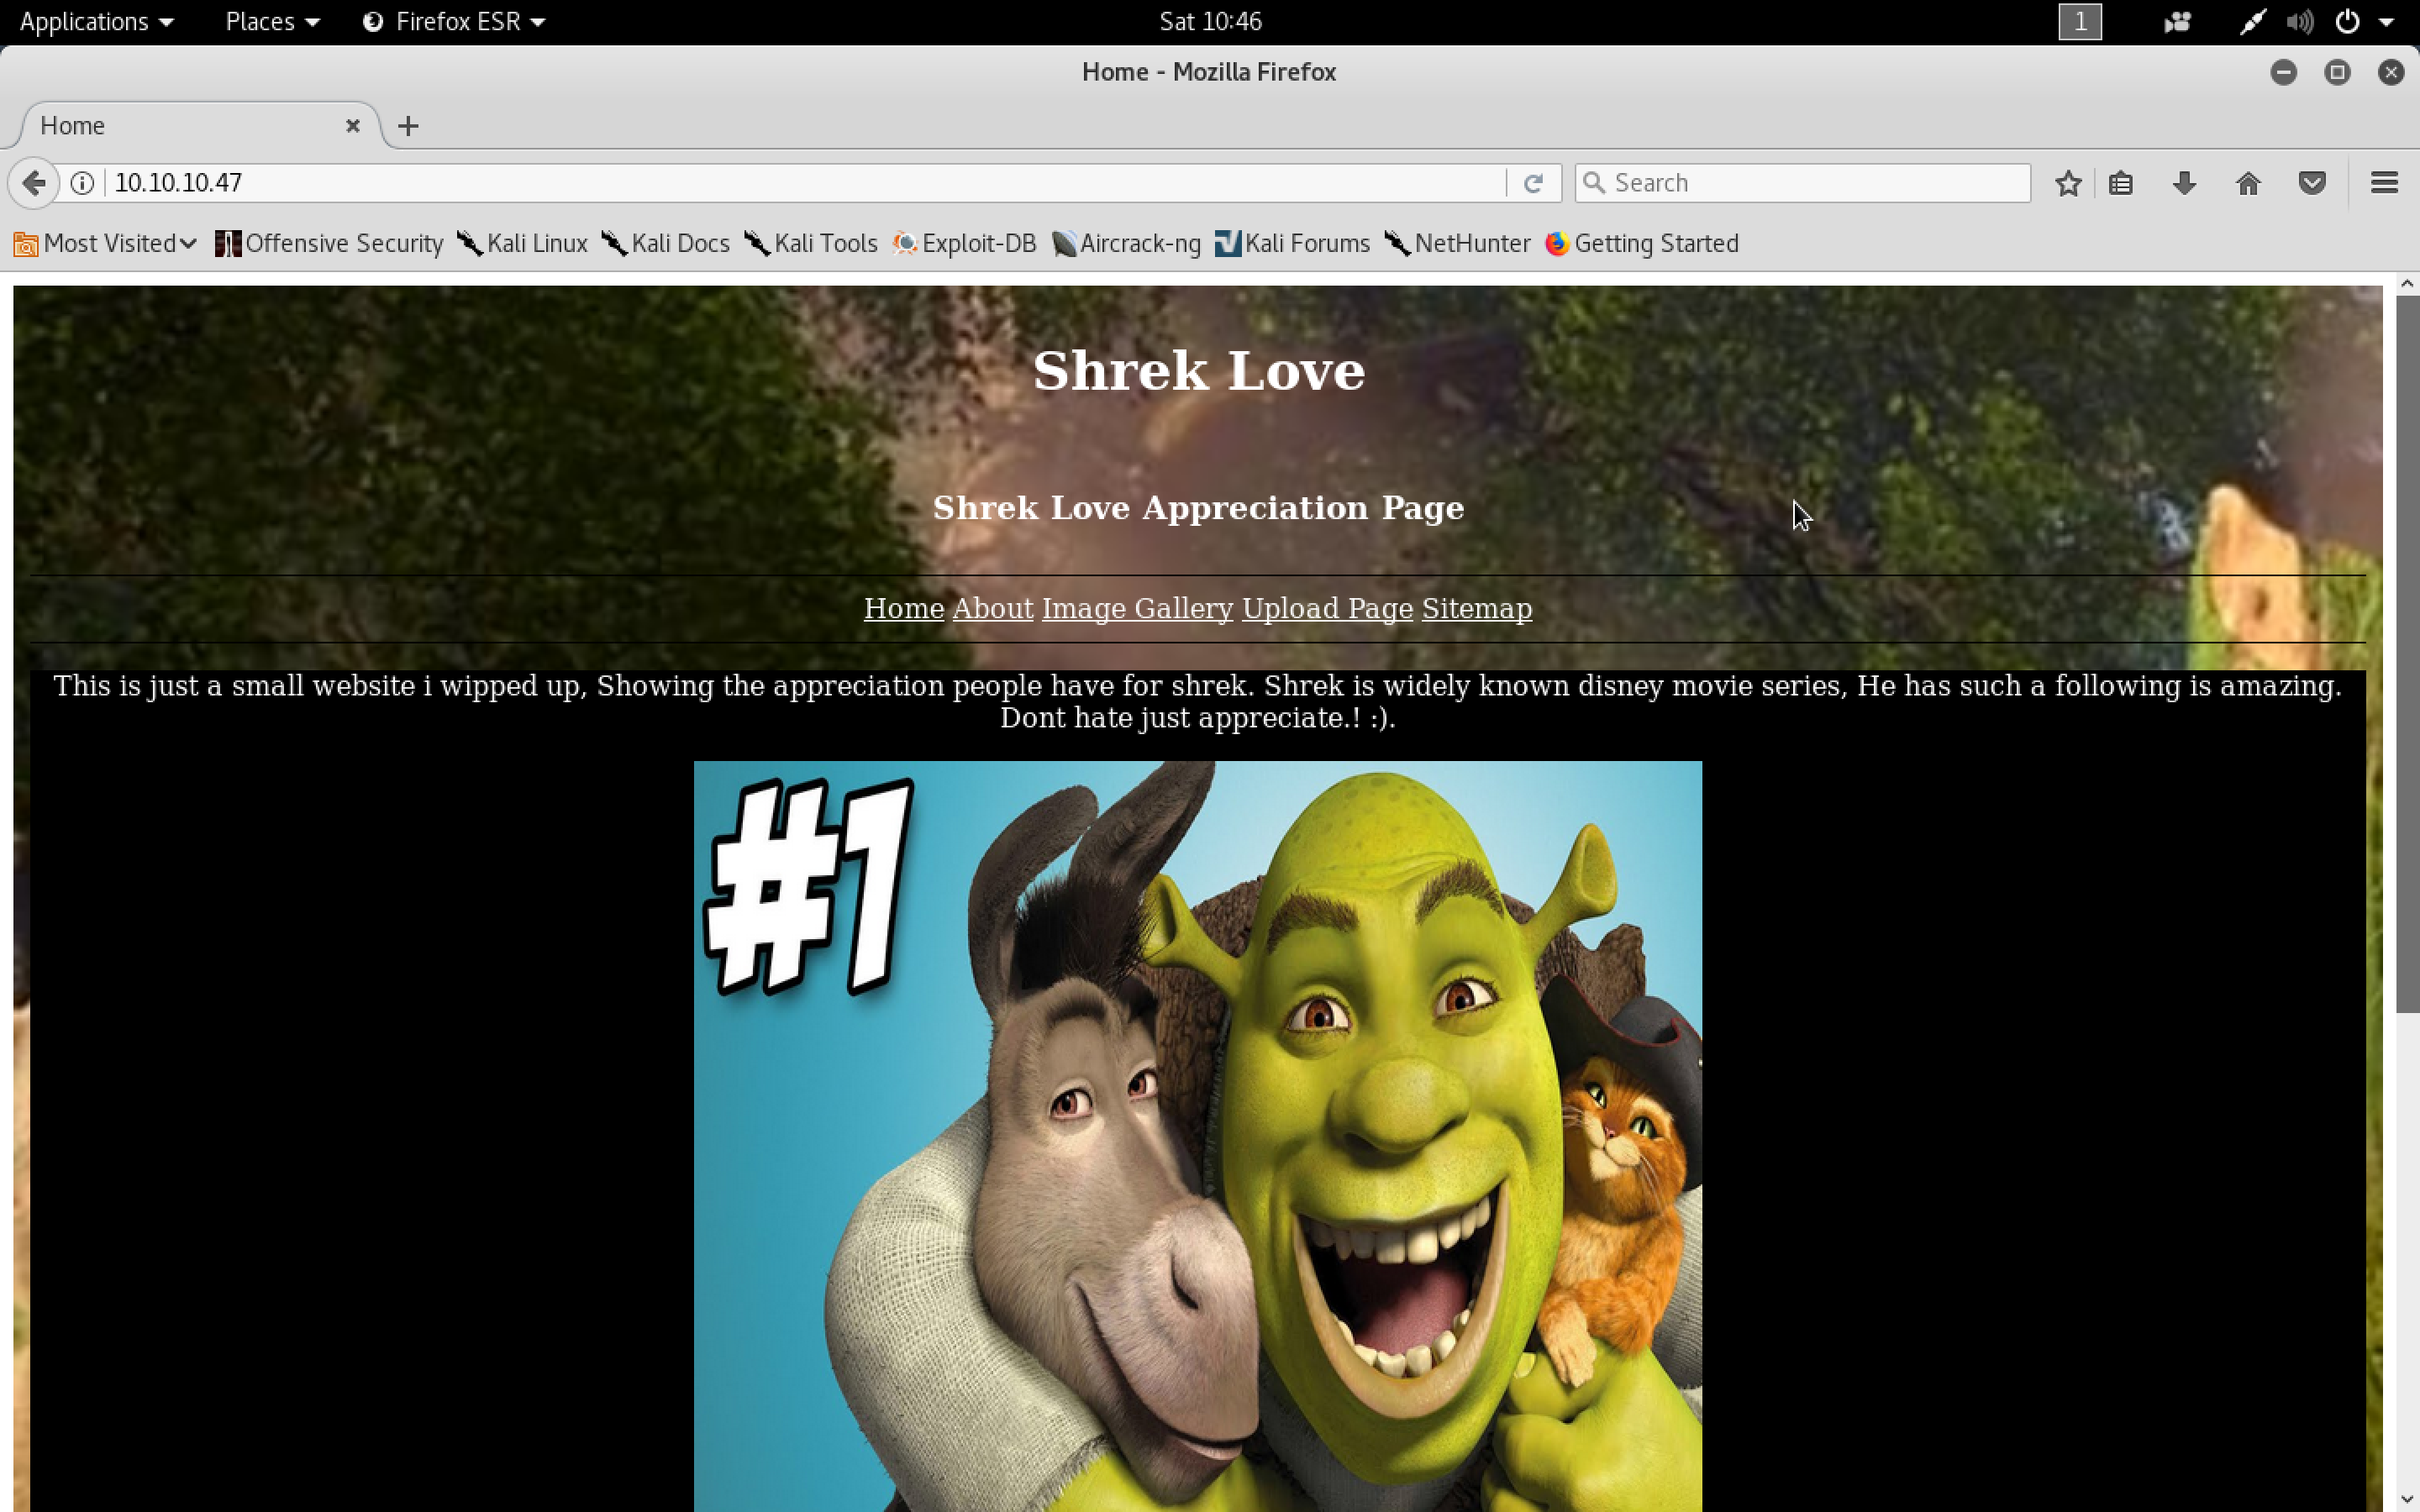 Applications Places Firefox ESR Sat 10:46 1
Home - Mozilla Firefox
Home
10.10.10.47 Search
Most Visited Offensive Security Kali Linux Kali Docs Kali Tools Exploit-DB Aircrack-ng Kali Forums NetHunter Getting Started
Shrek Love
Shrek Love Appreciation Page
Home About Image Gallery Upload Page Sitemap
This is just a small website i wipped up, Showing the appreciation people have for shrek. Shrek is widely known disney movie series, He has such a following is amazing.
Dont hate just appreciate.! :).
#1